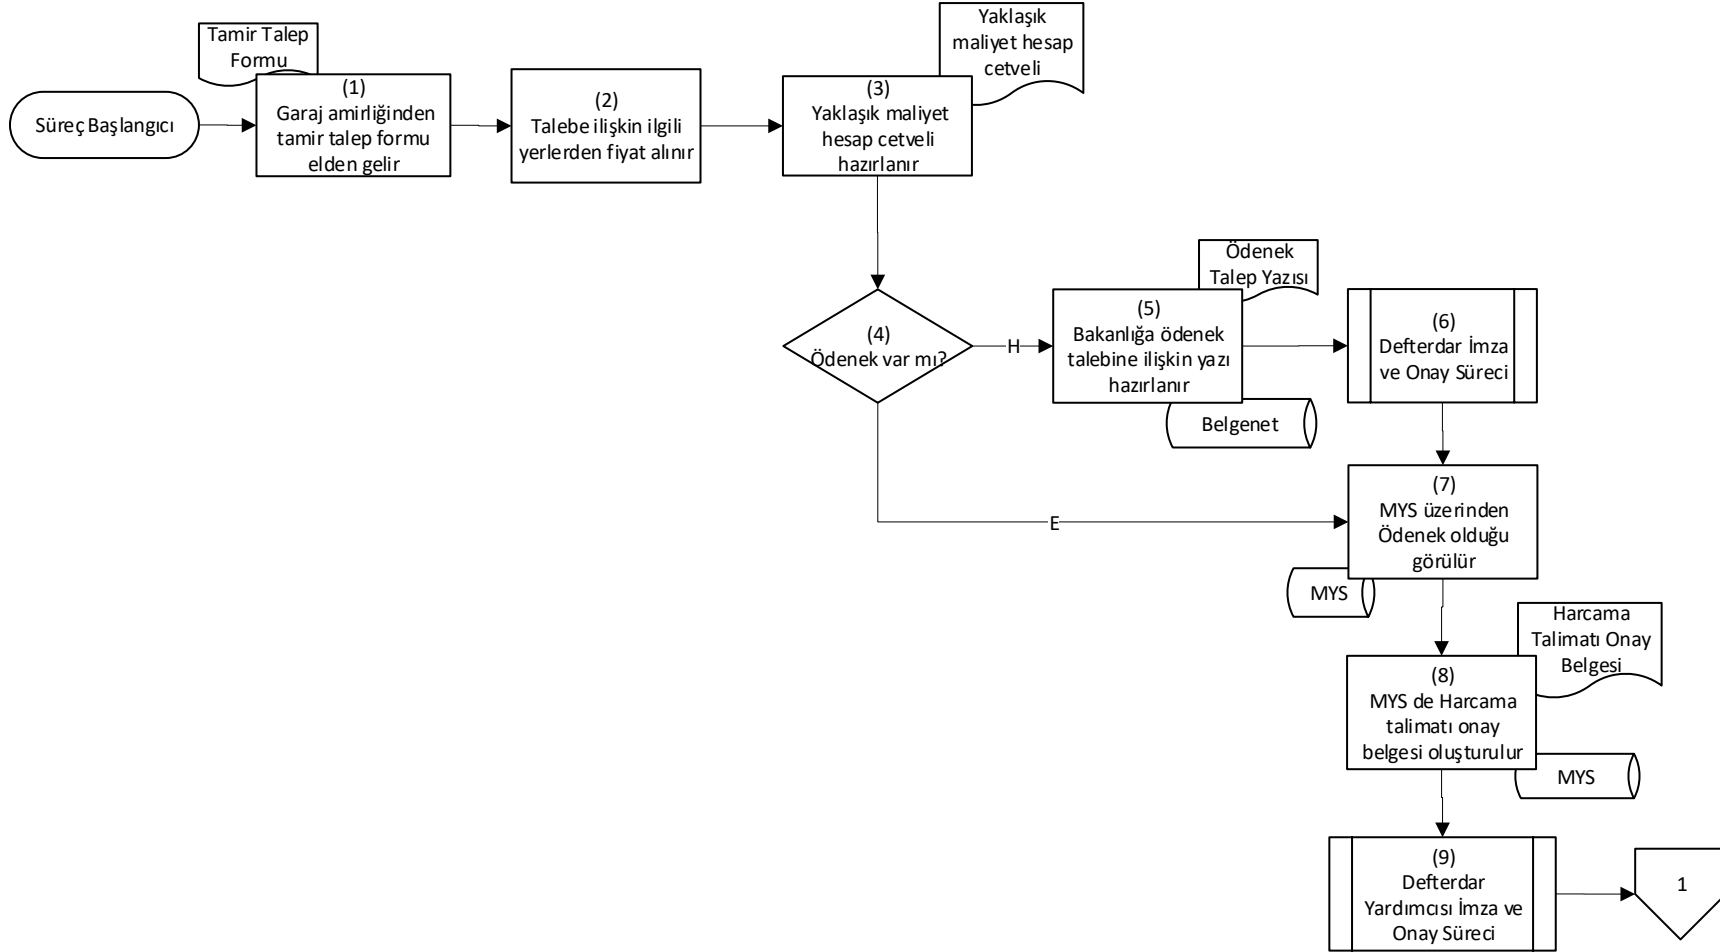 Tamir Talep
Formu
Yaklaşık
maliyet hesap
cetveli
Süreç Başlangıcı
(1)
Garaj amirliğinden
tamir talep formu
elden gelir
(2)
Talebe ilişkin ilgili
yerlerden fiyat alınır
(3)
Yaklaşık maliyet
hesap cetveli
hazırlanır
(4)
Ödenek var mı?
H
Ödenek
Talep Yazısı
(5)
Bakanlığa ödenek
talebine ilişkin yazı
hazırlanır
Belgenet
(6)
Defterdar İmza
ve Onay Süreci
E
(7)
MYS üzerinden
Ödenek olduğu
görülür
MYS
Harcama
Talimatı Onay
Belgesi
(8)
MYS de Harcama
talimatı onay
belgesi oluşturulur
MYS
(9)
Defterdar
Yardımcısı İmza ve
Onay Süreci
1